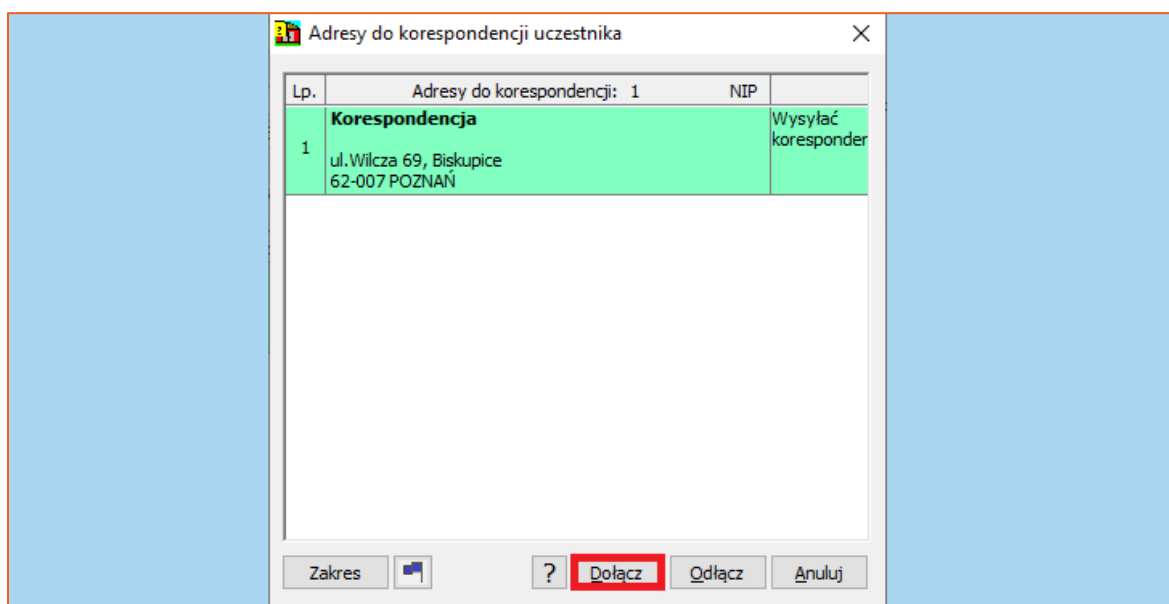 Adresy do korespondencji uczestnika
Lp. Adresy do korespondencji: 1 NIP
1
Korespondencja
ul.Wilcza 69, Biskupice
62-007 POZNAŃ
Wysyłać
koresponder
Zakres ? Dołącz Odłącz Anuluj